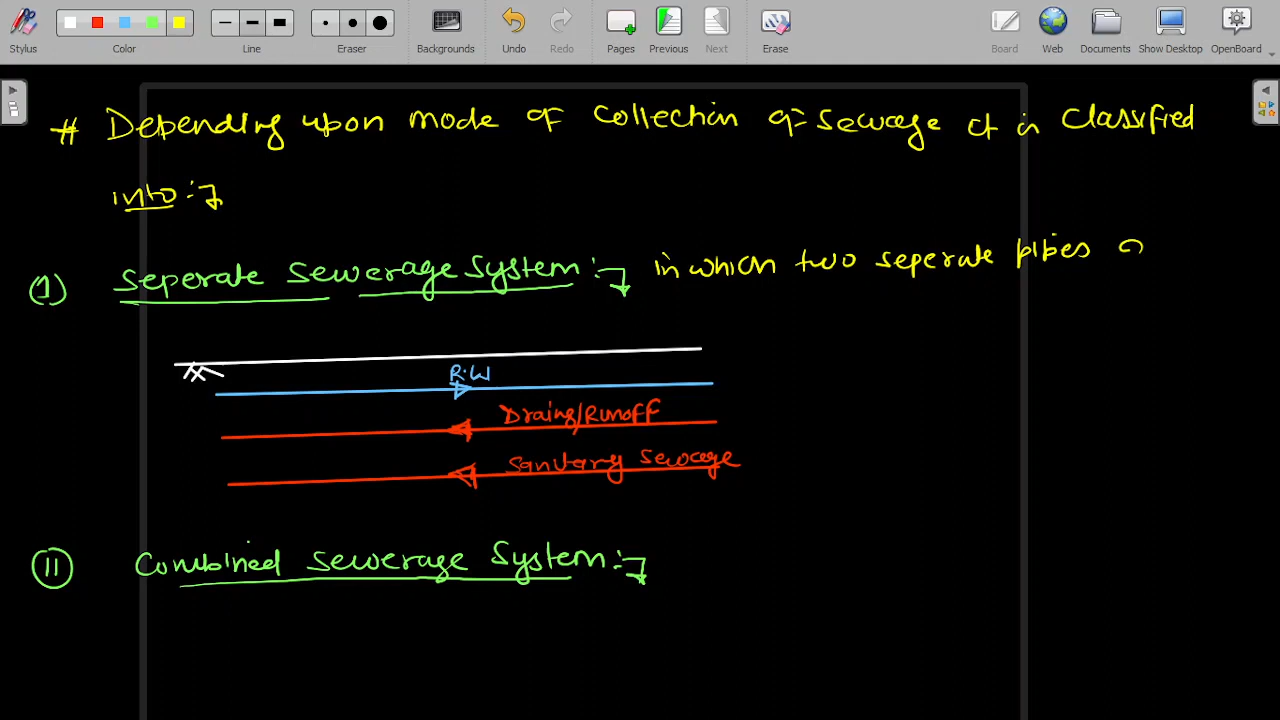 Stylus Color Line Eraser Backgrounds Undo Redo Pages Previous Next Erase Board Web Documents Show Desktop OpenBoard
# Depending upon mode of collection of sewage it is classified
into :-
(1) seperate sewerage system :- in which two seperate pipes
R.W
Draing/Runoff
Sanitary sewage
(II) Combined sewerage system :-